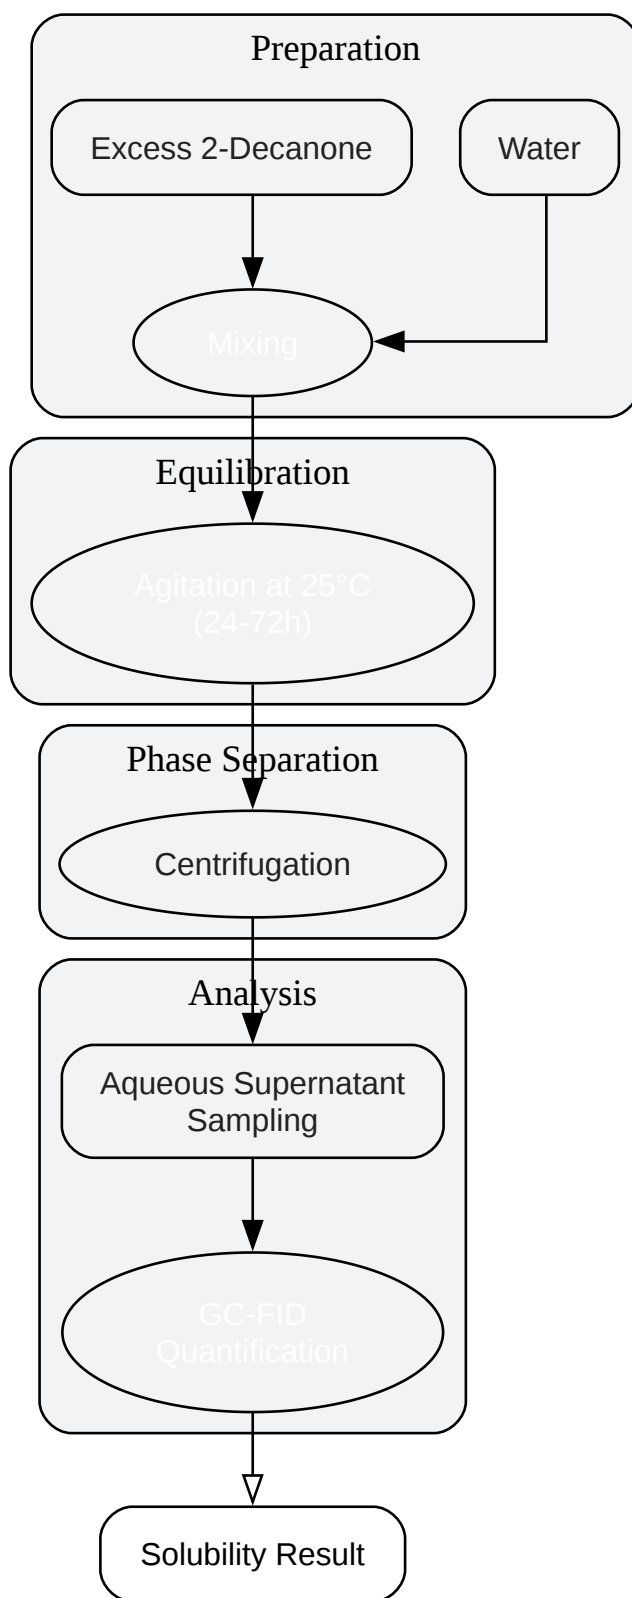 Preparation
Excess 2-Decanone
Water
Mixing
Equilibration
Agitation at 25°C
(24-72h)
Phase Separation
Centrifugation
Analysis
Aqueous Supernatant
Sampling
GC-FID
Quantification
Solubility Result